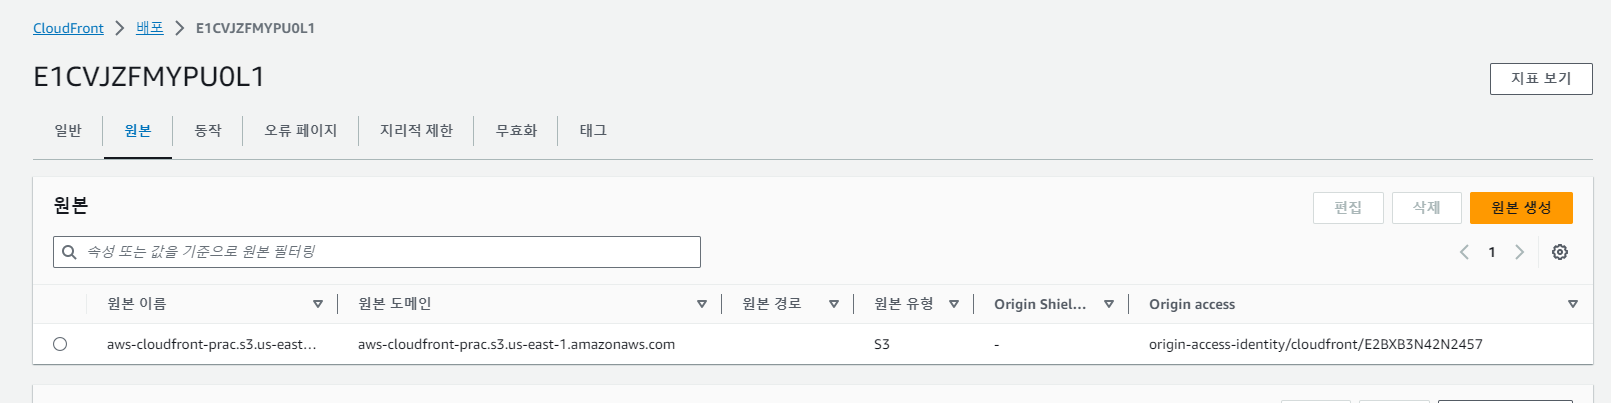 CloudFront > 배포 > E1CVJZFMYPU0L1
E1CVJZFMYPU0L1
지표 보기
일반 원본 동작 오류 페이지 지리적 제한 무효화 태그
원본
편집 삭제 원본 생성
속성 또는 값을 기준으로 원본 필터링
1
원본 이름 원본 도메인 원본 경로 원본 유형 Origin Shiel... Origin access
aws-cloudfront-prac.s3.us-east... aws-cloudfront-prac.s3.us-east-1.amazonaws.com S3 - origin-access-identity/cloudfront/E2BXB3N42N2457